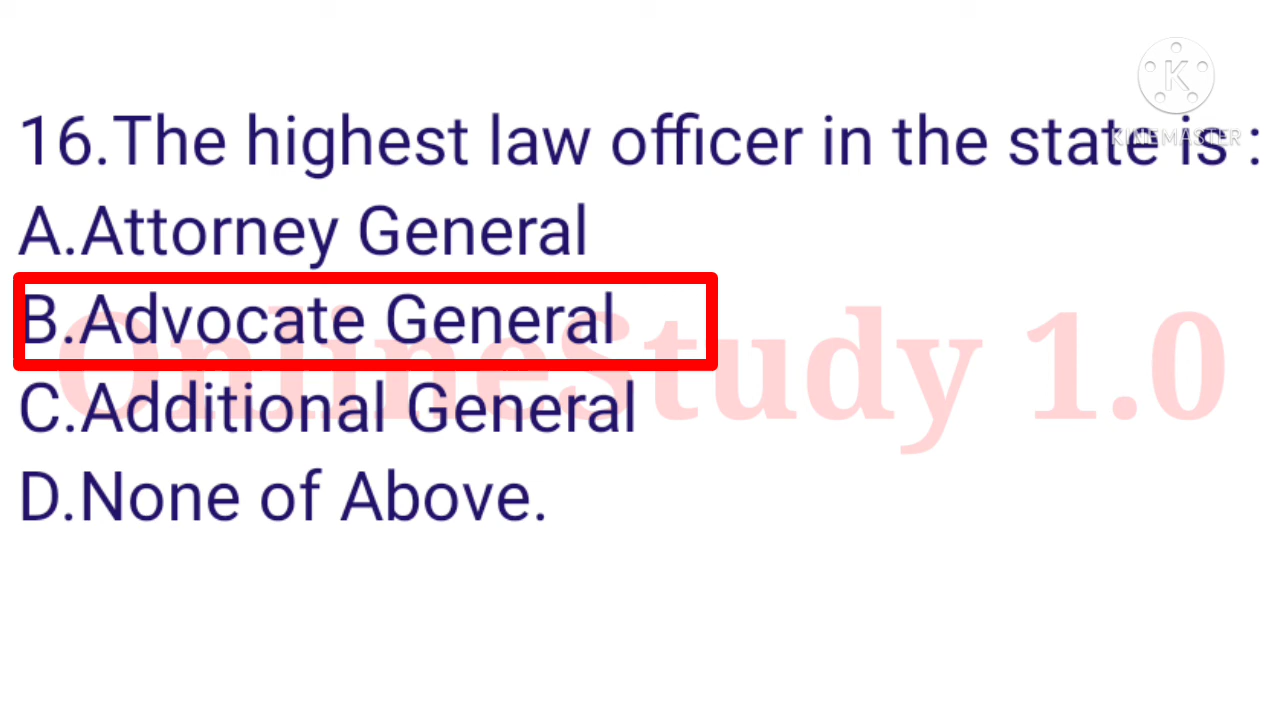 K
KINEMASTER
16.The highest law officer in the state is :
A.Attorney General
B.Advocate General
C.Additional General
D.None of Above.
OnlineStudy 1.0